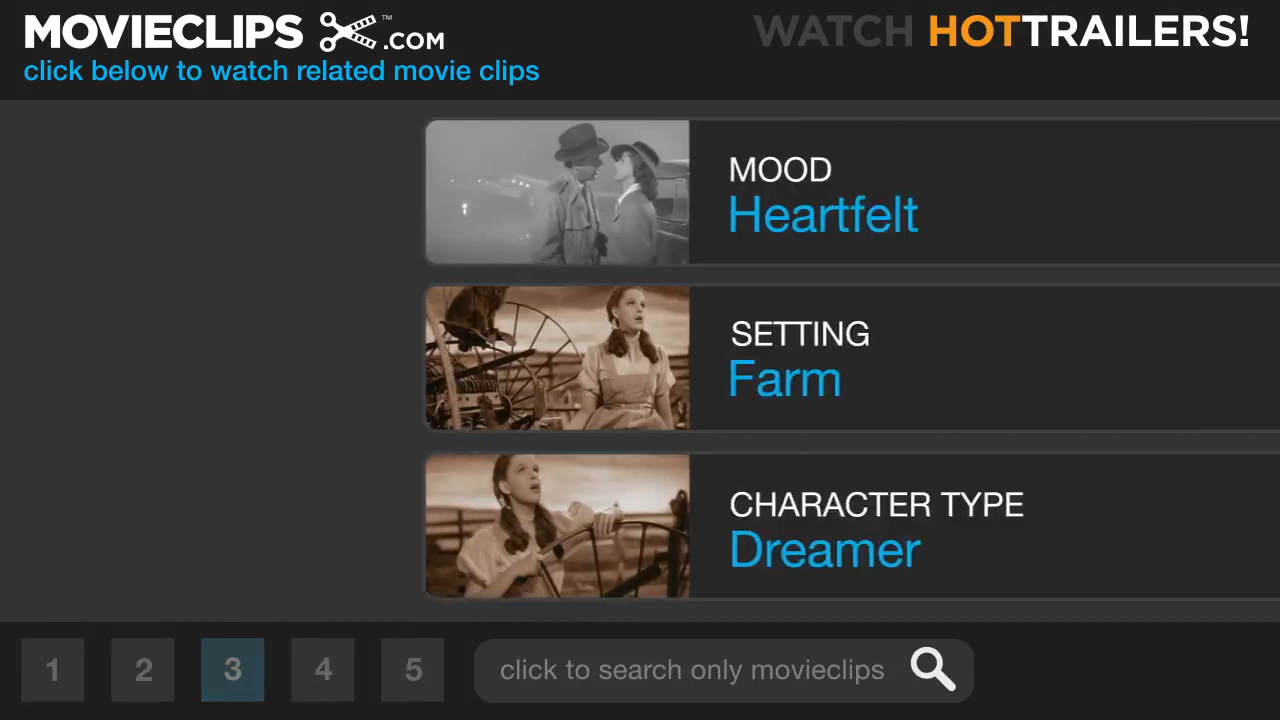 MOVIECLIPS™.COM
WATCH HOTTRAILERS!
click below to watch related movie clips
MOOD
Heartfelt
SETTING
Farm
CHARACTER TYPE
Dreamer
1 2 3 4 5
click to search only movieclips